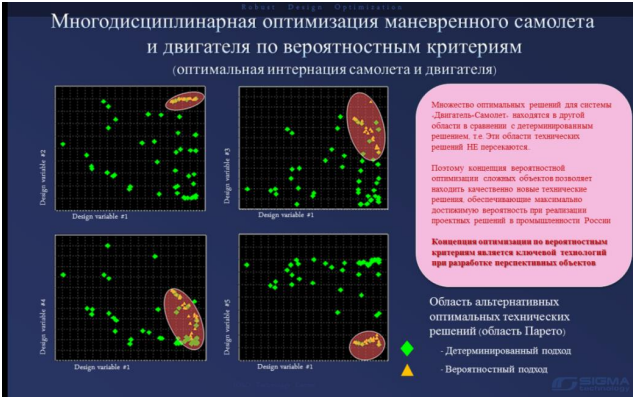 Robust Design Optimization
Многодисциплинарная оптимизация маневренного самолета
и двигателя по вероятностным критериям
(оптимальная интернация самолета и двигателя)
Design variable #2
Design variable #1
Design variable #3
Design variable #1
Design variable #4
Design variable #1
Design variable #5
Design variable #1
Множество оптимальных решений для системы
«Двигатель-Самолет» находятся в другой
области в сравнении с детерминированным
решением, т.е Эти области технических
решений НЕ персекаются.
Поэтому концепция вероятностной
оптимизации сложных объектов позволяет
находить качественно новые технические
решения обеспечивающие максимально
достижимую вероятность при реализации
проектных решений в промышленности России
Концепция оптимизации по вероятностным
критериям является ключевой технологий
при разработке перспективных объектов
Область альтернативных
оптимальных технических
решений (область Парето)
- Детерминированный подход
- Вероятностный подход
SIGMA